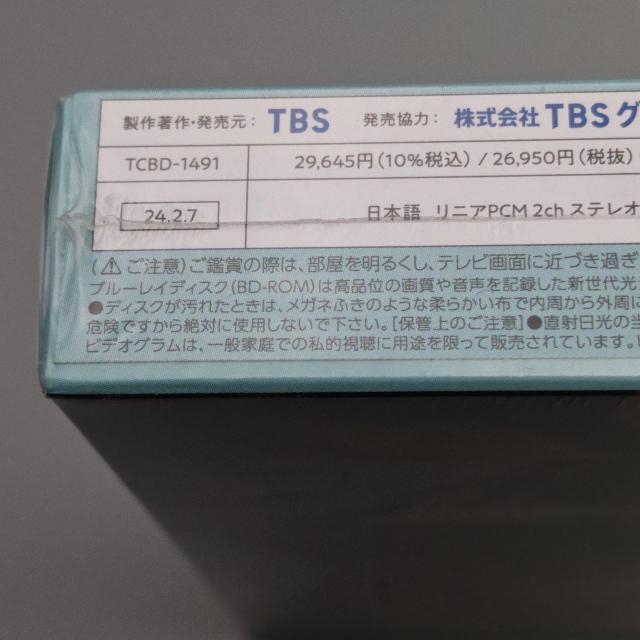 製作著作・発売元： TBS 発売協力： 株式会社 TBS グ
TCBD-1491 29,645円（10％税込）/ 26,950円（税抜）
24.2.7 日本語 リニアPCM 2ch ステレオ
（⚠ご注意）ご鑑賞の際は、部屋を明るくし、テレビ画面に近づき過ぎ
ブルーレイディスク（BD-ROM）は高品位の画質や音声を記録した新世代光
●ディスクが汚れたときは、メガネふきのような柔らかい布で内周から外周に
危険ですから絶対に使用しないで下さい。［保管上のご注意］●直射日光の当
ビデオグラムは、一般家庭での私的視聴に用途を限って販売されています。